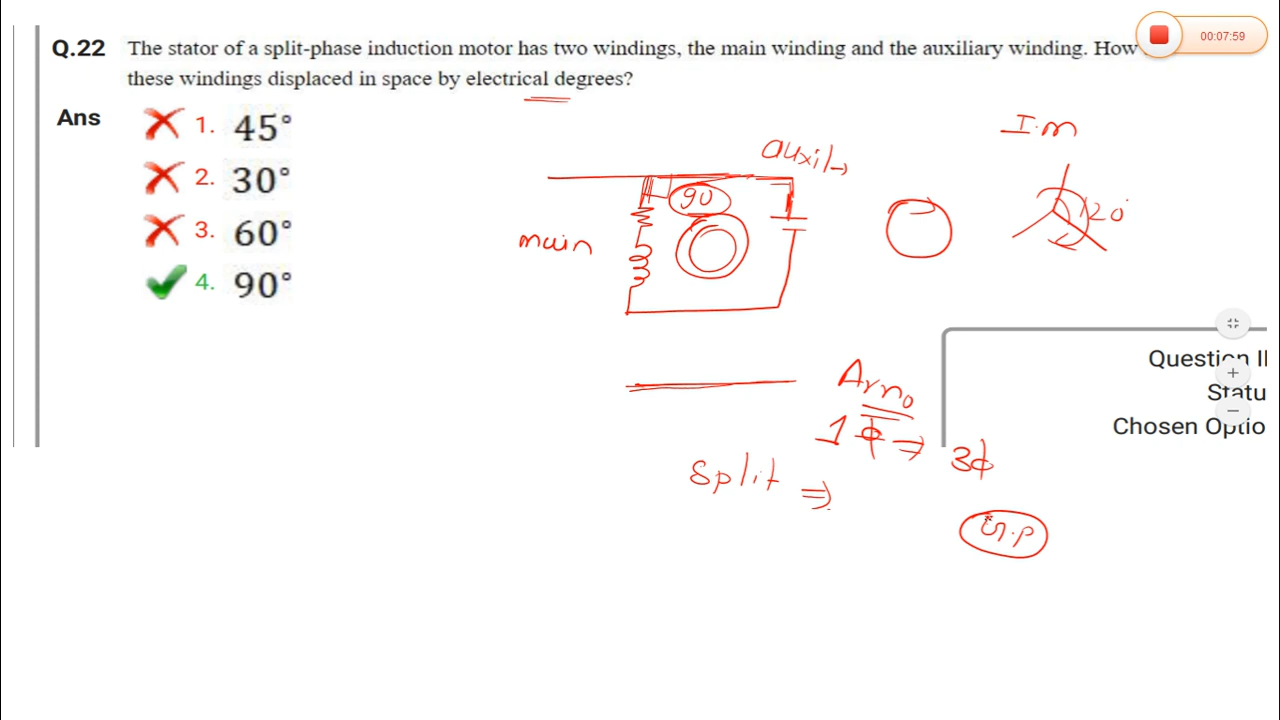 Q.22 The stator of a split-phase induction motor has two windings, the main winding and the auxiliary winding. How
these windings displaced in space by electrical degrees?
00:07:59
Ans
1. 45°
2. 30°
3. 60°
4. 90°
I.m
auxil
90
main
120°
Question I
Statu
Chosen Optio
Arno
1ϕ ⇒ 3ϕ
split ⇒